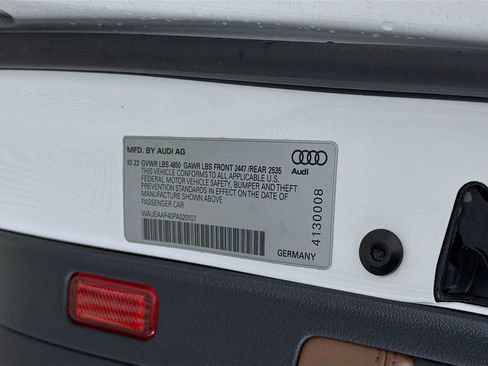 MFD. BY AUDI AG
10.22 GVWR LBS 4850 GAWR LBS FRONT 2447 /REAR 2535
THIS VEHICLE CONFORMS TO ALL APPLICABLE U.S.
FEDERAL MOTOR VEHICLE SAFETY, BUMPER AND THEFT
PREVENTION STANDARDS IN EFFECT ON THE DATE OF
MANUFACTURE SHOWN ABOVE.
PASSENGER CAR
WAUEAAF40PA020107
GERMANY
Audi
4130008